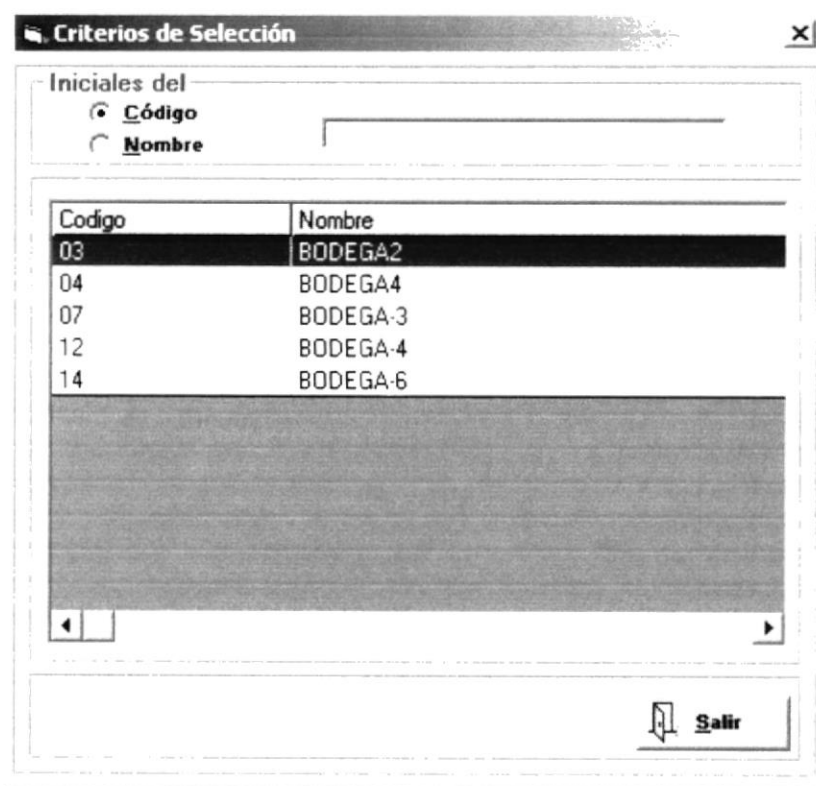 Criterios de Selección
Iniciales del
Código
Nombre
Codigo Nombre
03 BODEGA2
04 BODEGA4
07 BODEGA-3
12 BODEGA-4
14 BODEGA-6
Salir